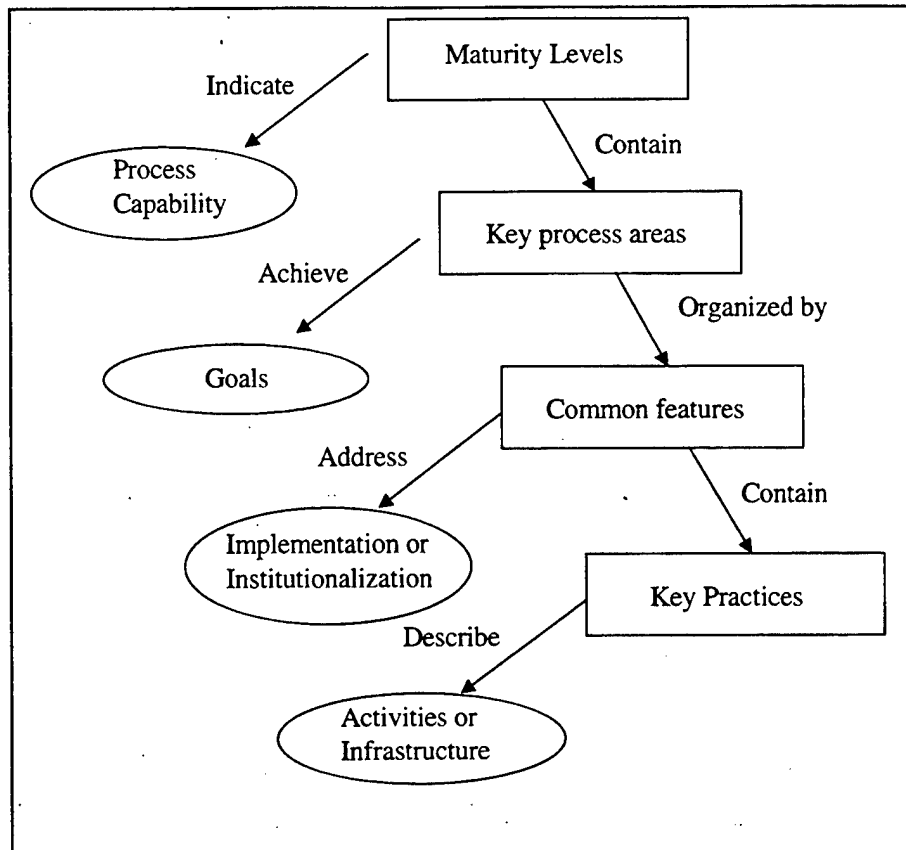 Maturity Levels
Indicate
Contain
Process
Capability
Key process areas
Achieve
Organized by
Goals
Common features
Address
Contain
Implementation or
Institutionalization
Key Practices
Describe
Activities or
Infrastructure